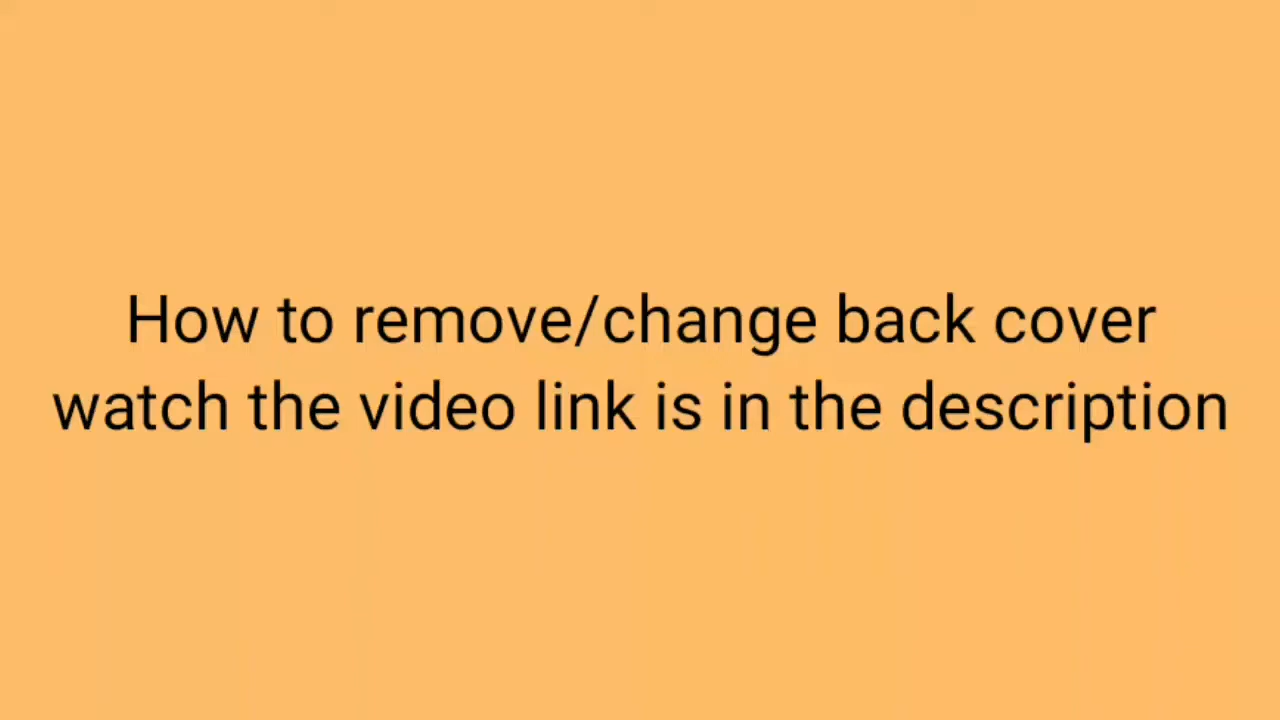 How to remove/change back cover
watch the video link is in the description